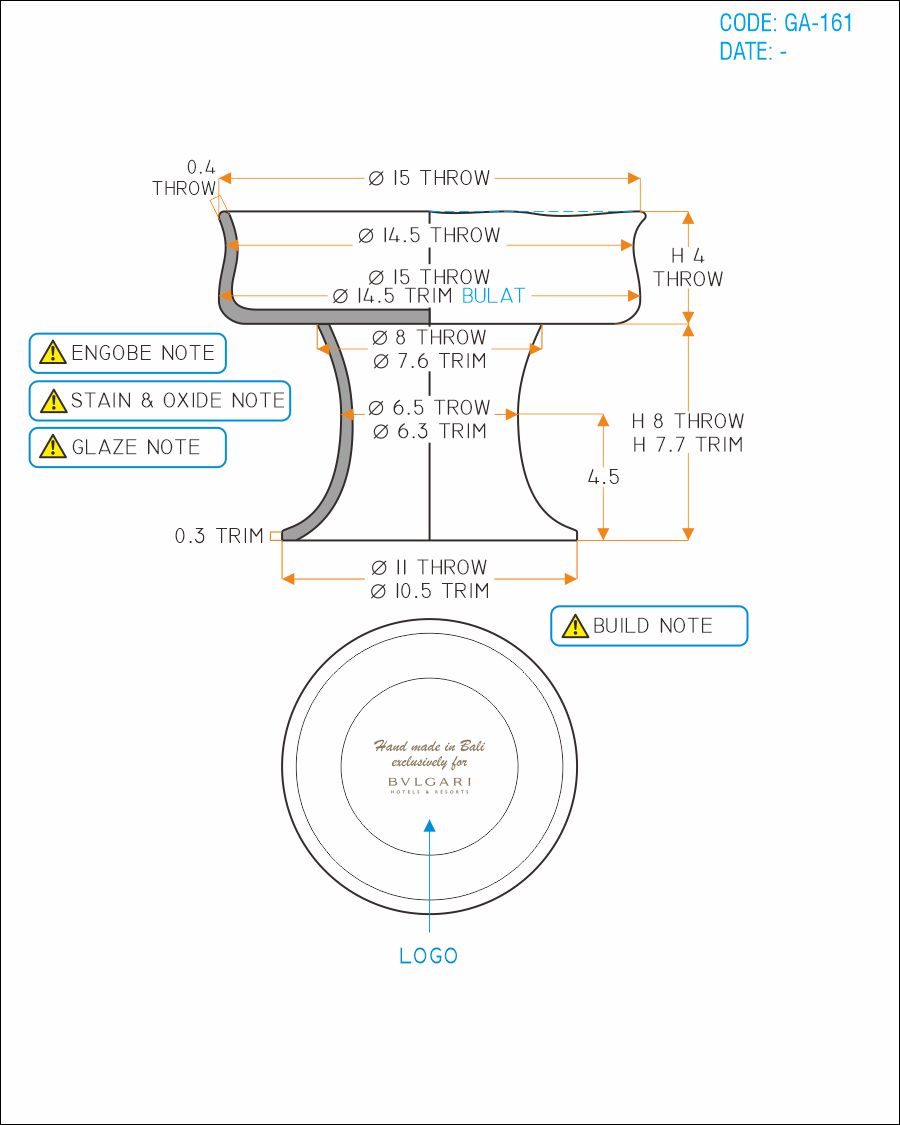 CODE: GA-161
DATE: -
0.4
THROW
Ø 15 THROW
Ø 14.5 THROW
H 4
THROW
Ø 15 THROW
Ø 14.5 TRIM BULAT
Ø 8 THROW
Ø 7.6 TRIM
ENGOBE NOTE
STAIN & OXIDE NOTE
GLAZE NOTE
Ø 6.5 TROW
Ø 6.3 TRIM
H 8 THROW
H 7.7 TRIM
4.5
0.3 TRIM
Ø 11 THROW
Ø 10.5 TRIM
BUILD NOTE
Hand made in Bali
exclusively for
BVLGARI
HOTELS & RESORTS
LOGO